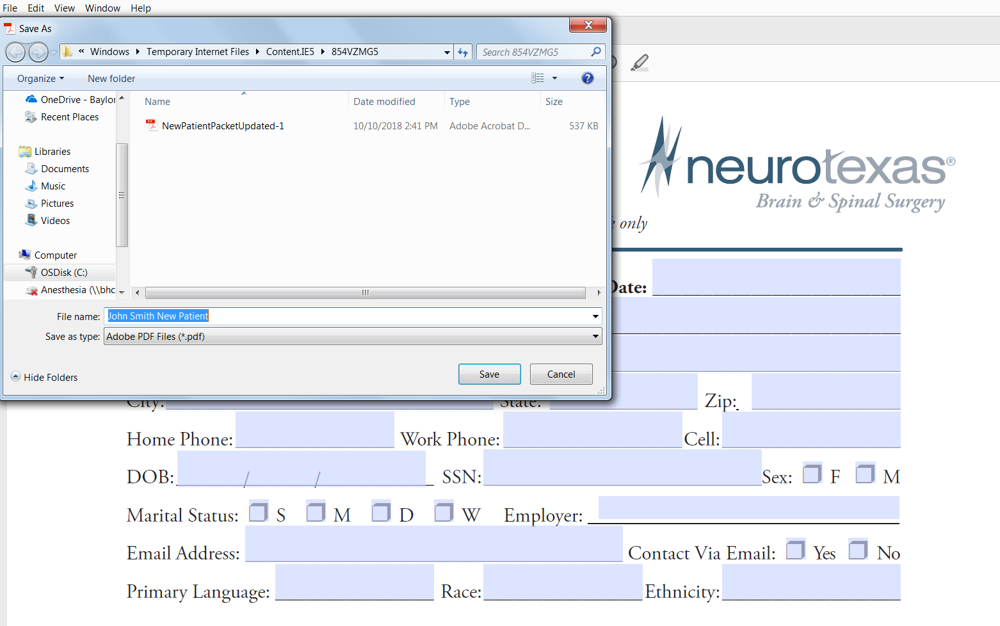 File Edit View Window Help
Save As
« Windows Temporary Internet Files Content.IE5 854VZMG5 Search 854VZMG5
Organize New folder
OneDrive - Baylor
Recent Places
Libraries
Documents
Music
Pictures
Videos
Computer
OSDisk (C:)
Anesthesia (\\bhc
Name Date modified Type Size
NewPatientPacketUpdated-1 10/10/2018 2:41 PM Adobe Acrobat D... 537 KB
File name: John Smith New Patient
Save as type: Adobe PDF Files (*.pdf)
Hide Folders Save Cancel
neurotexas®
Brain & Spinal Surgery
only
Date:
City: State: Zip:
Home Phone: Work Phone: Cell:
DOB: / / SSN: Sex: F M
Marital Status: S M D W Employer:
Email Address: Contact Via Email: Yes No
Primary Language: Race: Ethnicity: